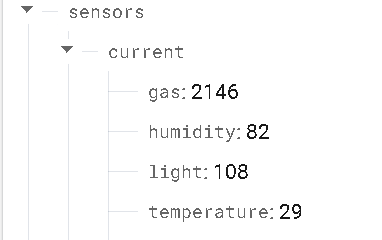 sensors
current
gas: 2146
humidity: 82
light: 108
temperature: 29